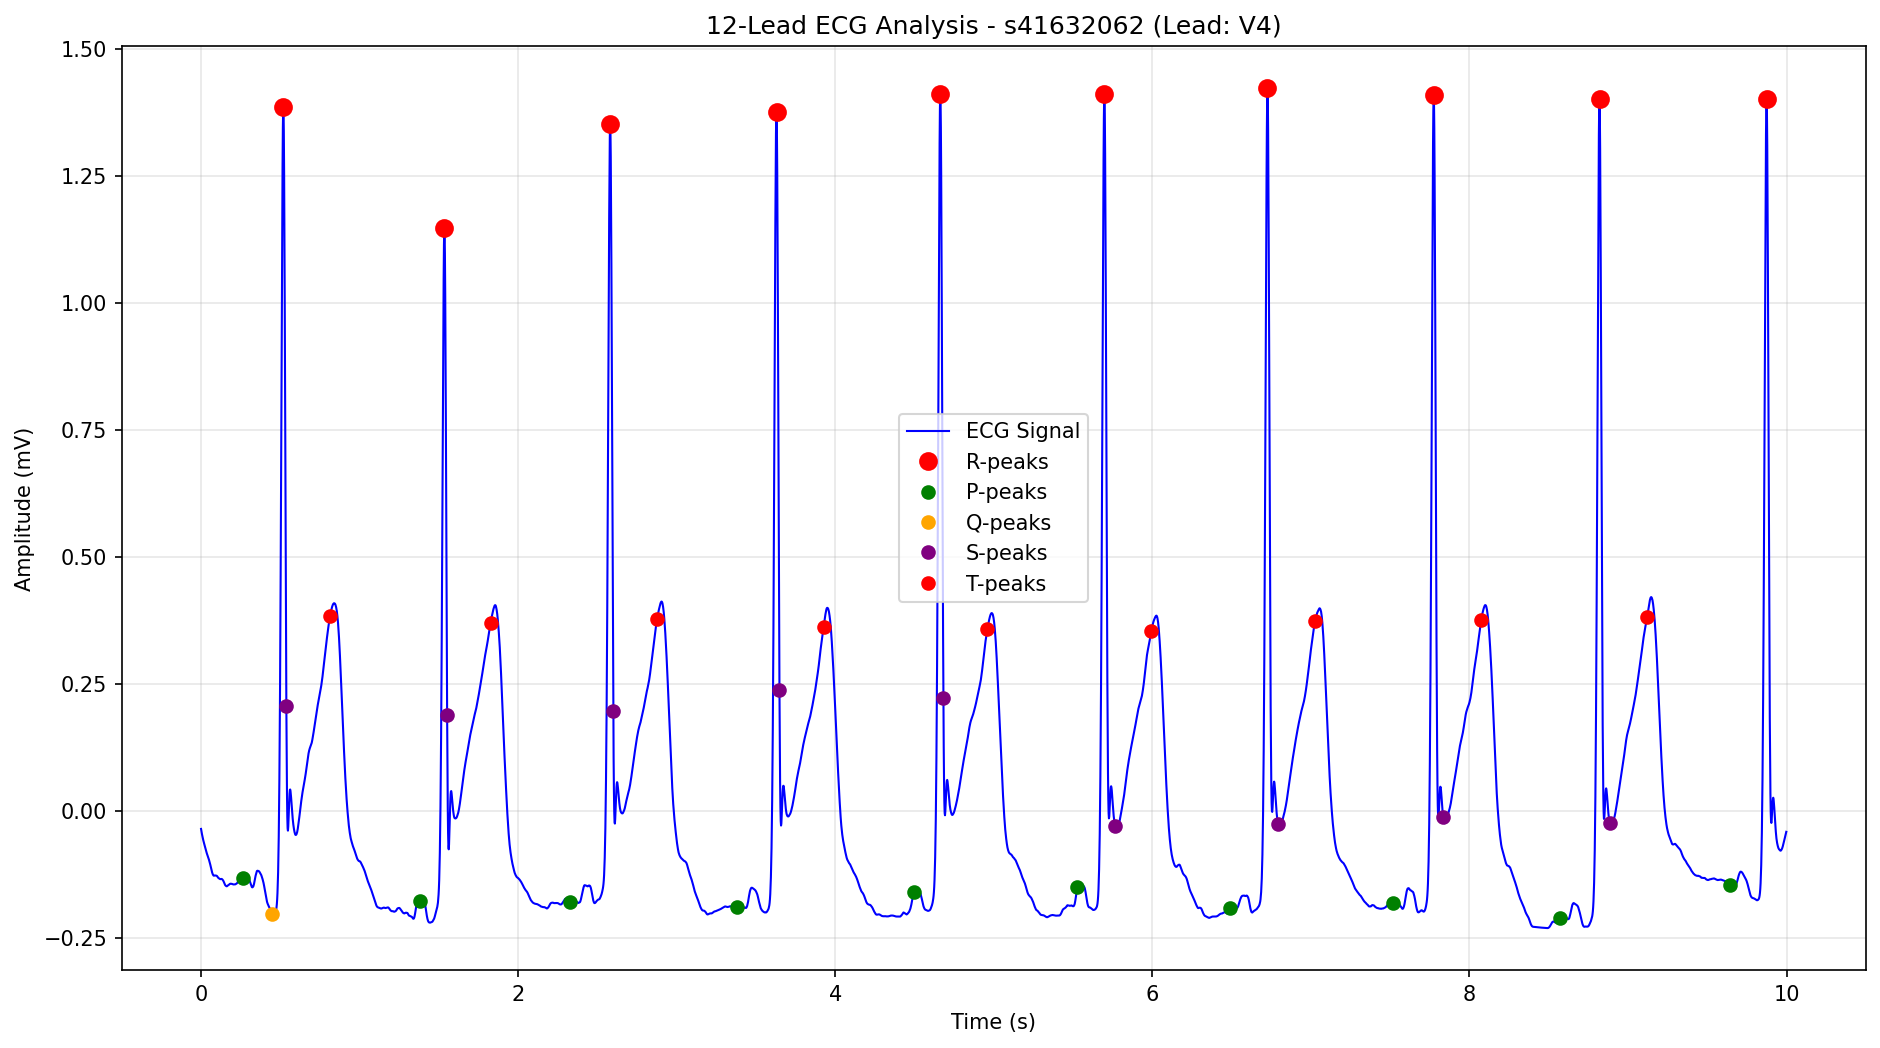 12-Lead ECG Analysis - s41632062 (Lead: V4)
1.50
1.25
1.00
0.75
0.50
0.25
0.00
−0.25
Amplitude (mV)
ECG Signal
R-peaks
P-peaks
Q-peaks
S-peaks
T-peaks
0 2 4 6 8 10
Time (s)